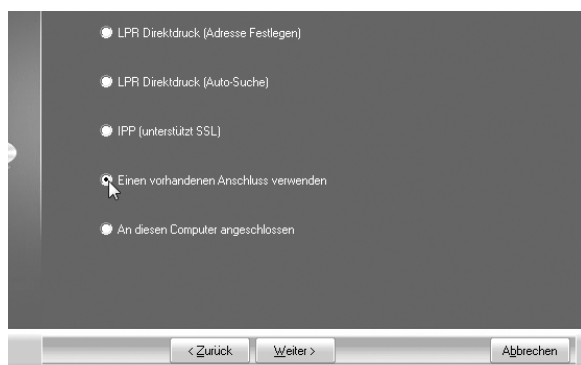 LPR Direktdruck (Adresse Festlegen)
LPR Direktdruck (Auto-Suche)
IPP (unterstützt SSL)
Einen vorhandenen Anschluss verwenden
An diesen Computer angeschlossen
< Zurück Weiter > Abbrechen